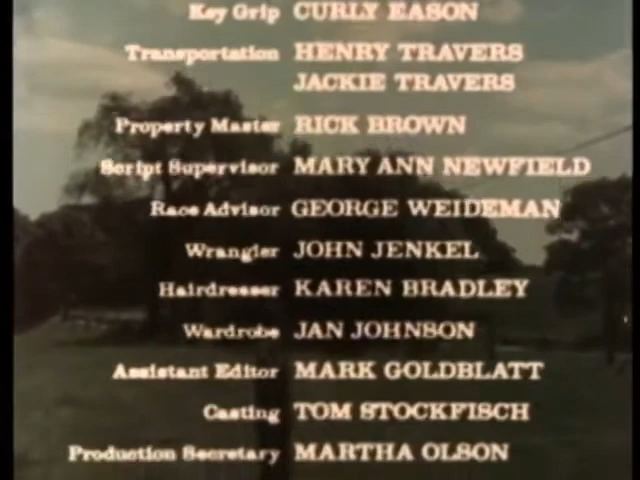 Key Grip CURLY EASON
Transportation HENRY TRAVERS
JACKIE TRAVERS
Property Master RICK BROWN
Script Supervisor MARY ANN NEWFIELD
Race Advisor GEORGE WEIDEMAN
Wrangler JOHN JENKEL
Hairdresser KAREN BRADLEY
Wardrobe JAN JOHNSON
Assistant Editor MARK GOLDBLATT
Casting TOM STOCKFISCH
Production Secretary MARTHA OLSON